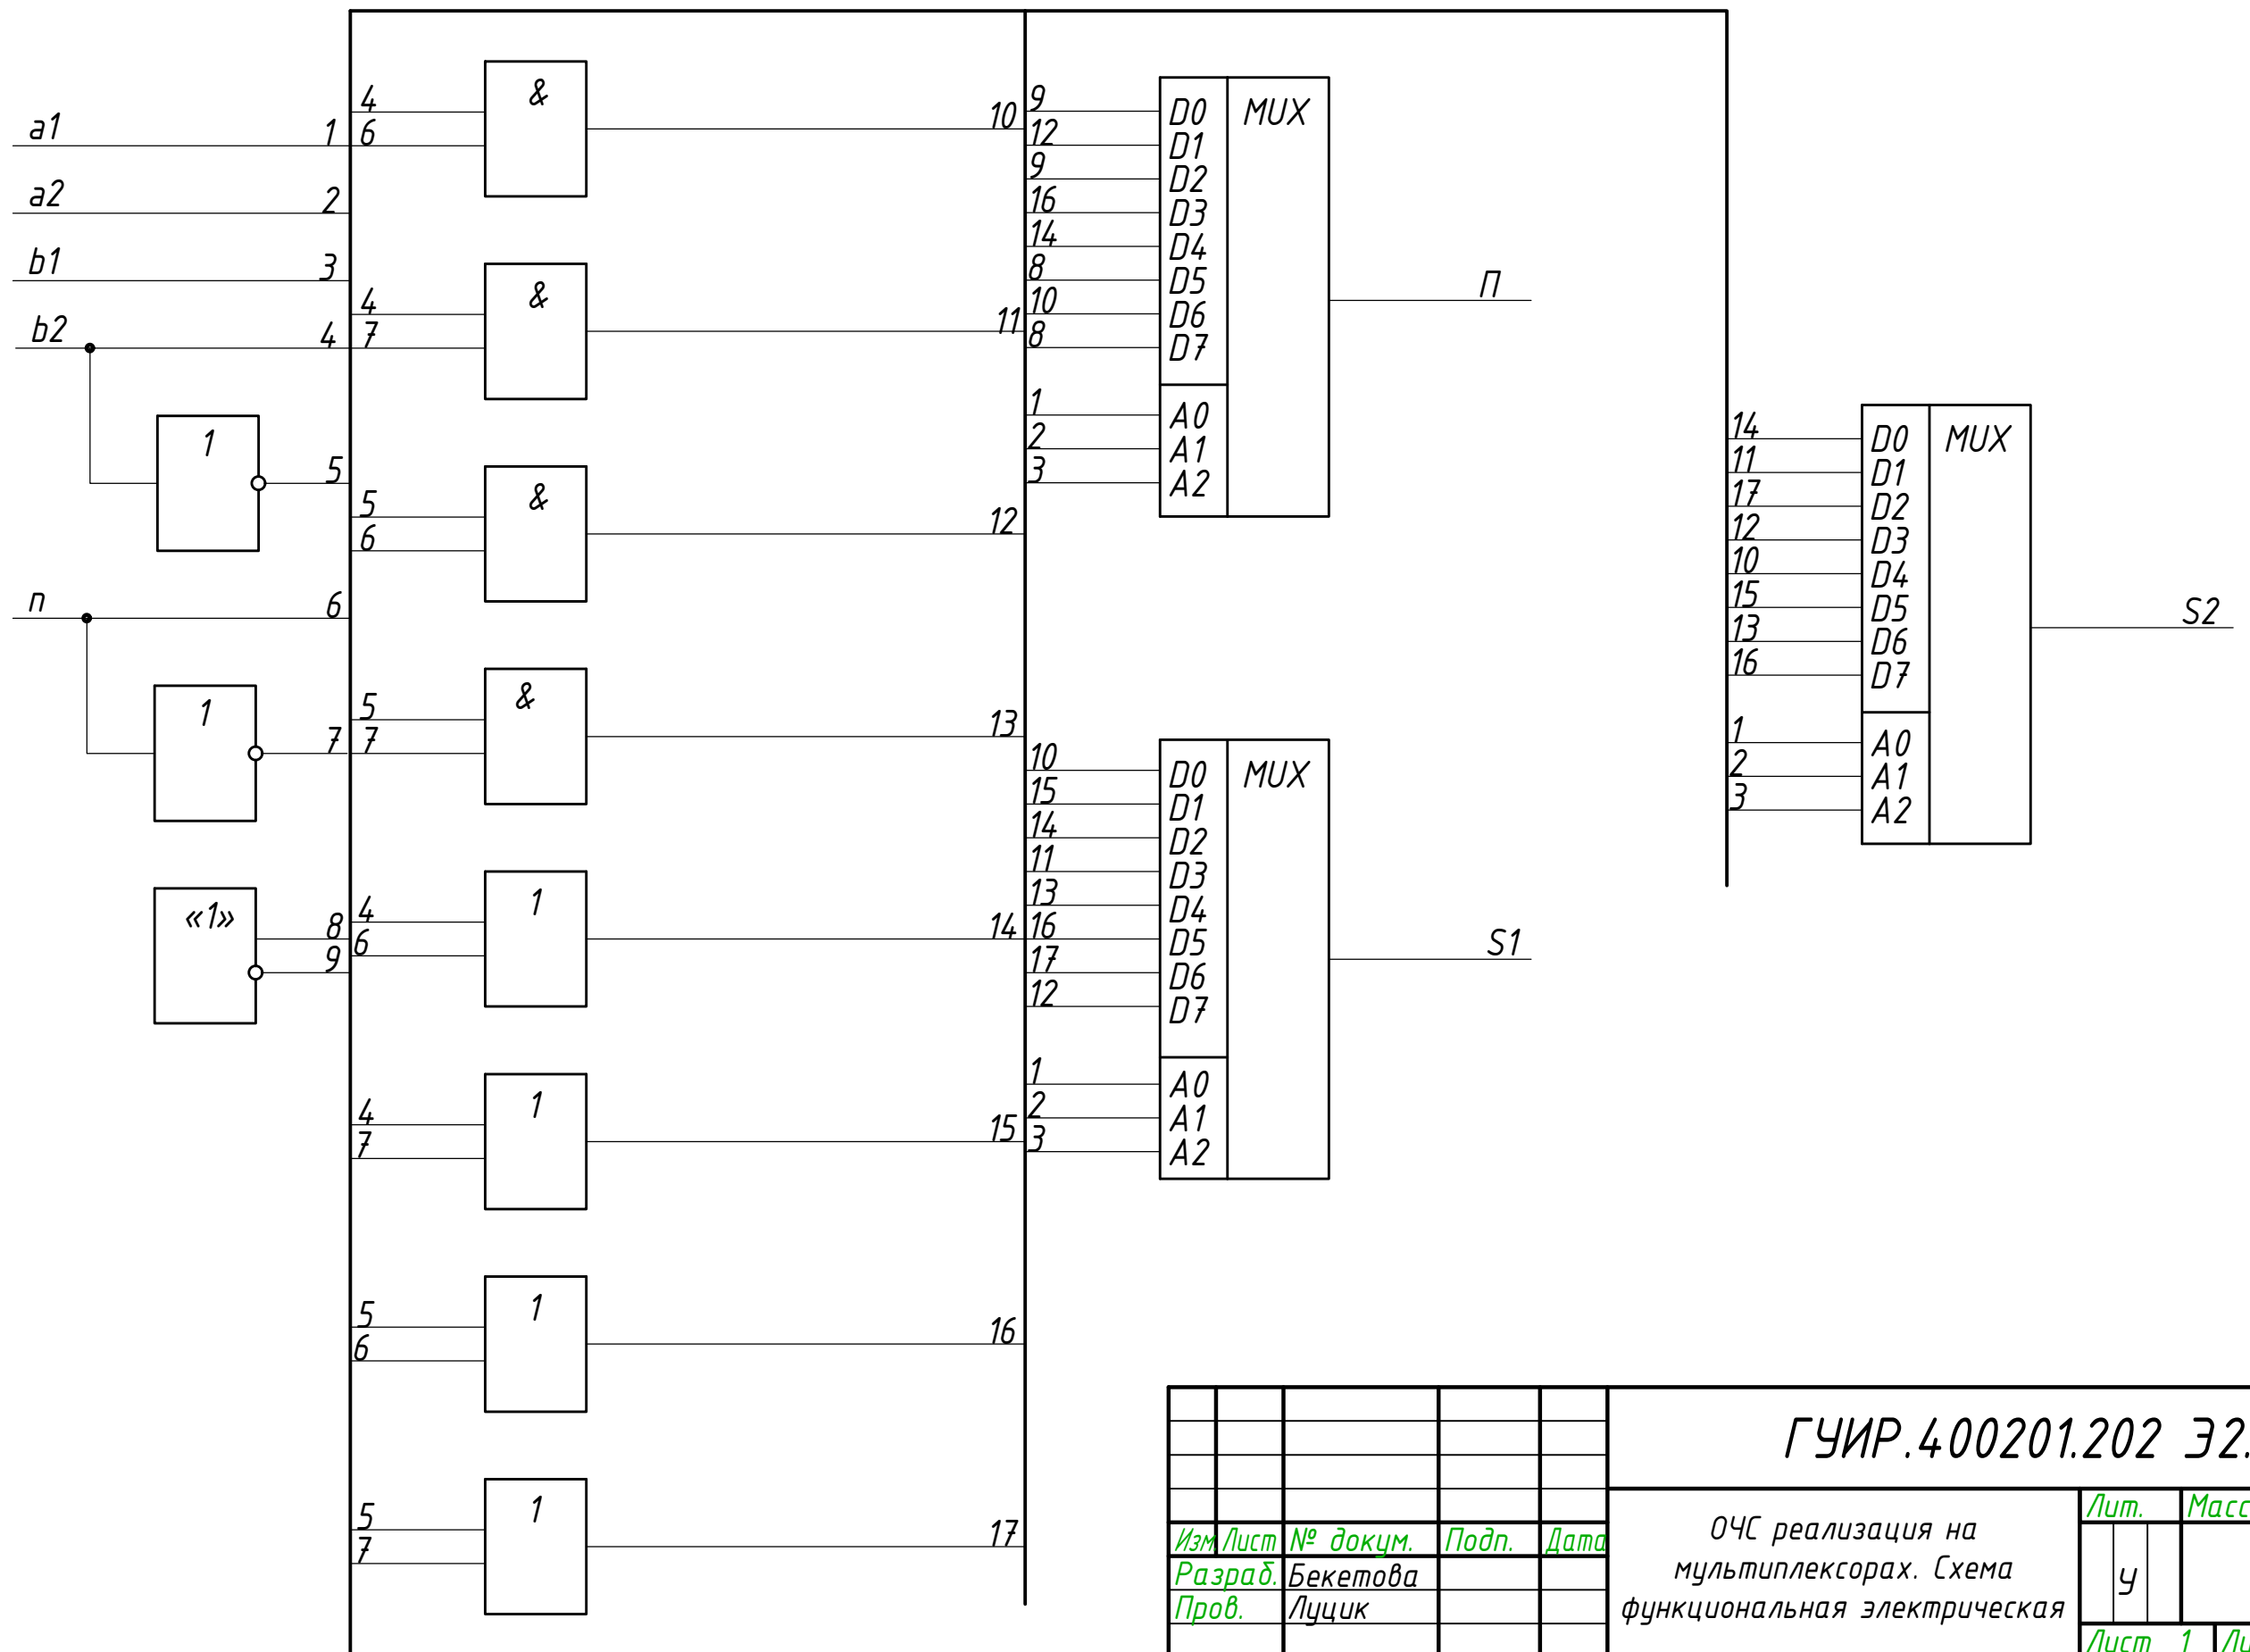 a1 1
a2 2
b1 3
b2 4
1
5
n 6
1
7
«1»
8
9
4
6
&
10
4
7
&
11
5
6
&
12
5
7
&
13
4
6
1
14
4
7
1
15
5
6
1
16
5
7
1
17
MUX
9 D0
12 D1
9 D2
16 D3
14 D4
8 D5
10 D6
8 D7
1 A0
2 A1
3 A2
П
MUX
10 D0
15 D1
14 D2
11 D3
13 D4
16 D5
17 D6
12 D7
1 A0
2 A1
3 A2
S1
MUX
14 D0
11 D1
17 D2
12 D3
10 D4
15 D5
13 D6
16 D7
1 A0
2 A1
3 A2
S2
ГУИР.400201.202 Э2.
Изм. Лист № докум. Подп. Дата
Разраб. Бекетова
Пров. Луцик
ОЧС реализация на
мультиплексорах. Схема
функциональная электрическая
Лит. Масс
У
Лист 1 Ли